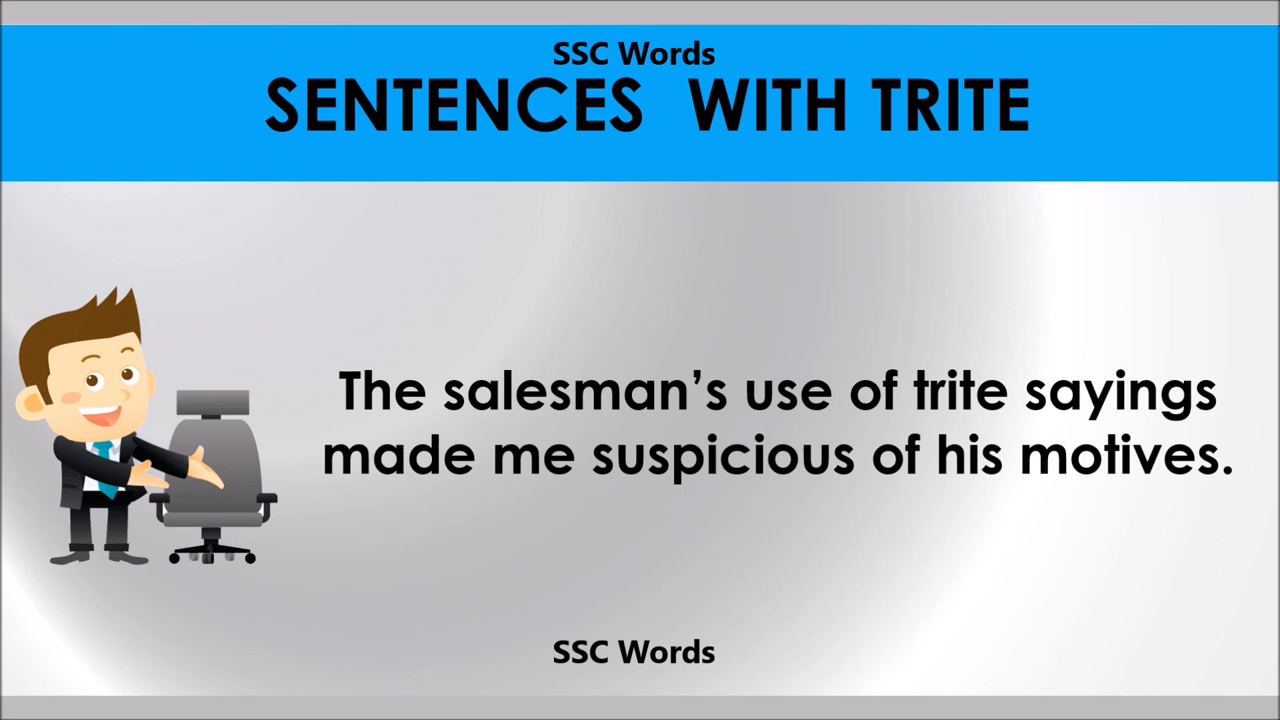 SSC Words
SENTENCES WITH TRITE
The salesman’s use of trite sayings
made me suspicious of his motives.
SSC Words